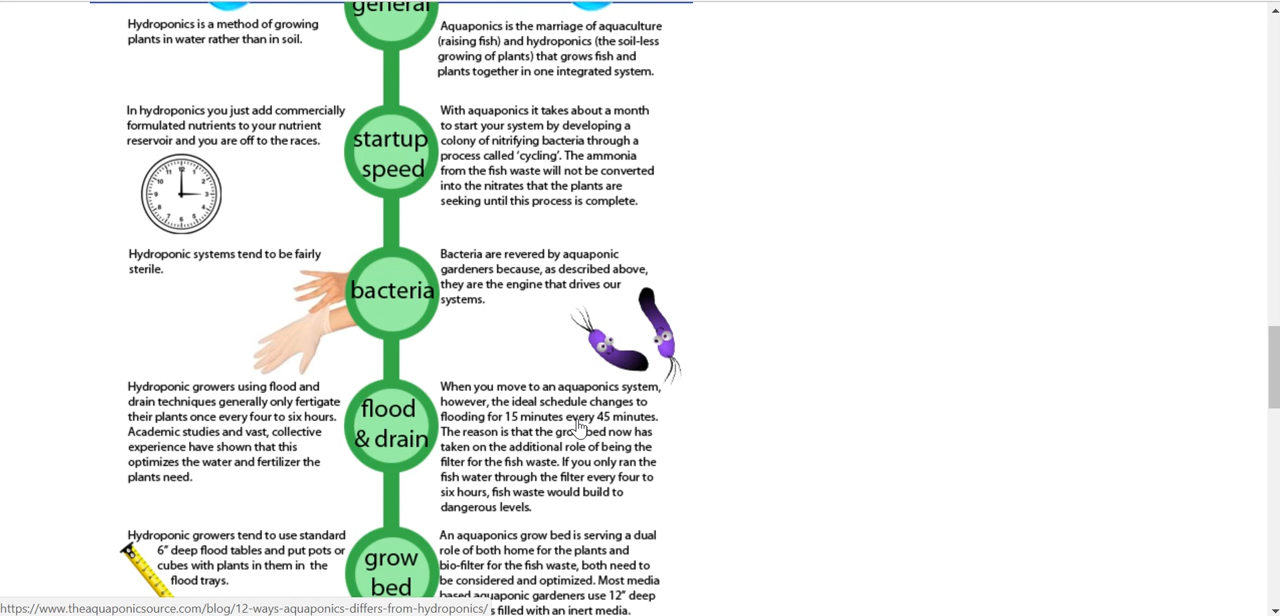 general
Hydroponics is a method of growing
plants in water rather than in soil.
Aquaponics is the marriage of aquaculture
(raising fish) and hydroponics (the soil-less
growing of plants) that grows fish and
plants together in one integrated system.
In hydroponics you just add commercially
formulated nutrients to your nutrient
reservoir and you are off to the races.
startup
speed
With aquaponics it takes about a month
to start your system by developing a
colony of nitrifying bacteria through a
process called ‘cycling’. The ammonia
from the fish waste will not be converted
into the nitrates that the plants are
seeking until this process is complete.
Hydroponic systems tend to be fairly
sterile.
bacteria
Bacteria are revered by aquaponic
gardeners because, as described above,
they are the engine that drives our
systems.
Hydroponic growers using flood and
drain techniques generally only fertigate
their plants once every four to six hours.
Academic studies and vast, collective
experience have shown that this
optimizes the water and fertilizer the
plants need.
flood
& drain
When you move to an aquaponics system,
however, the ideal schedule changes to
flooding for 15 minutes every 45 minutes.
The reason is that the grow bed now has
taken on the additional role of being the
filter for the fish waste. If you only ran the
fish water through the filter every four to
six hours, fish waste would build to
dangerous levels.
Hydroponic growers tend to use standard
6” deep flood tables and put pots or
cubes with plants in them in the
flood trays.
grow
bed
An aquaponics grow bed is serving a dual
role of both home for the plants and
bio-filter for the fish waste, both need to
be considered and optimized. Most media
based aquaponic gardeners use 12” deep
filled with an inert media.
https://www.theaquaponicsource.com/blog/12-ways-aquaponics-differs-from-hydroponics/